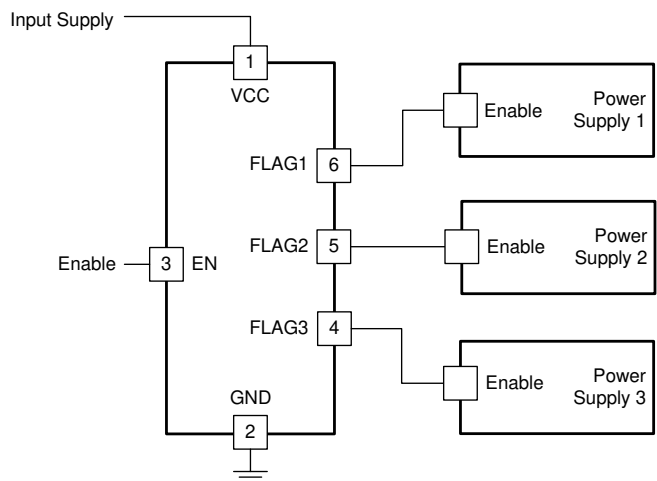 Input Supply
1
VCC
Enable
Power
Supply 1
FLAG1
6
FLAG2
5
Enable
Power
Supply 2
Enable
3
EN
FLAG3
4
Enable
Power
Supply 3
GND
2